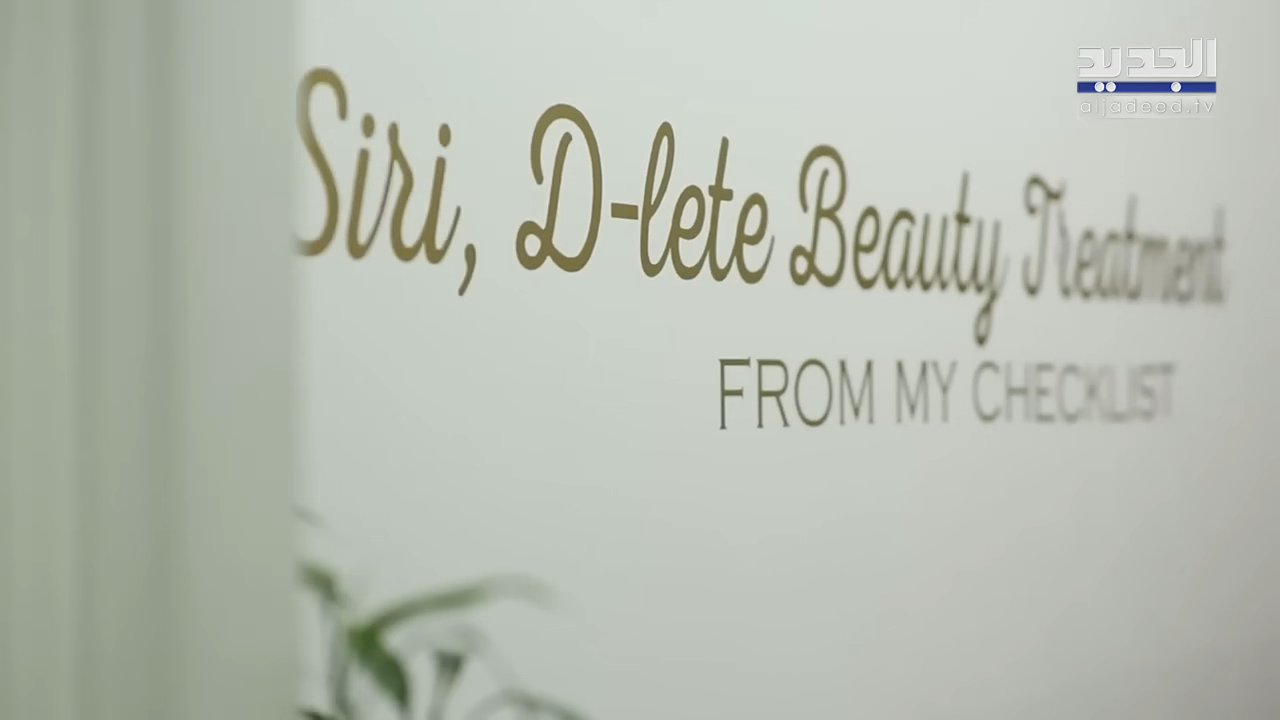 الجديد
aljadeed.tv
Siri, D-lete Beauty Treatment
FROM MY CHECKLIST